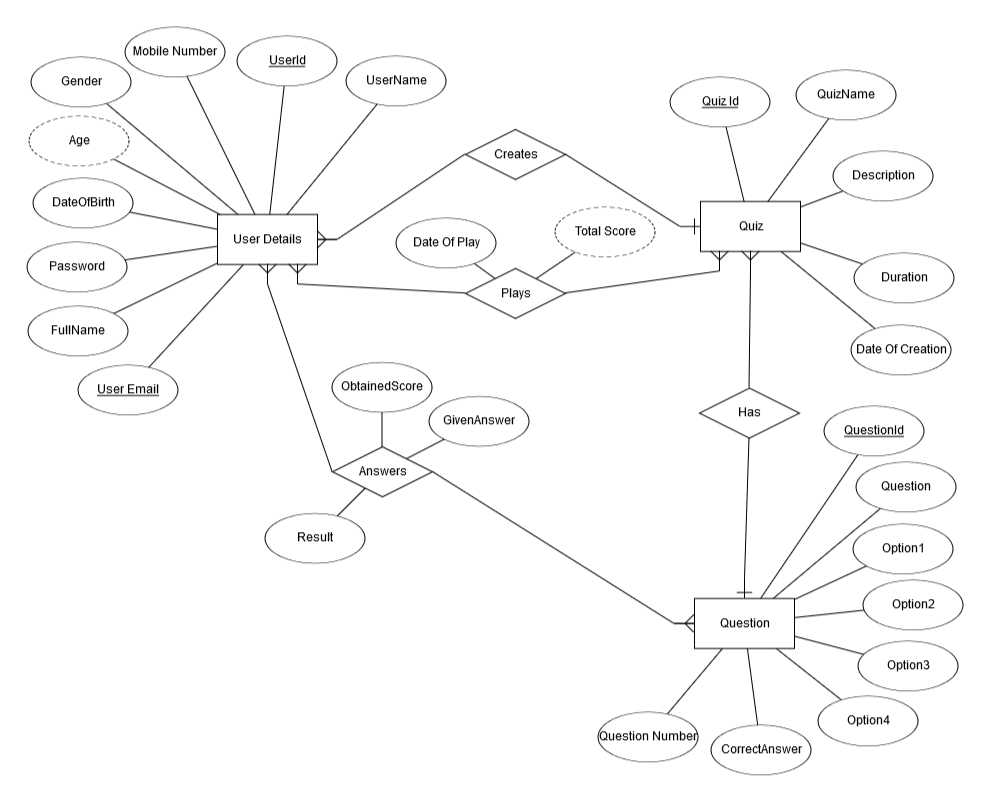 Mobile Number
UserId
UserName
Gender
Age
DateOfBirth
Password
FullName
User Email
User Details
Creates
Date Of Play
Total Score
Plays
Quiz Id
QuizName
Description
Quiz
Duration
Date Of Creation
Has
ObtainedScore
GivenAnswer
Answers
Result
QuestionId
Question
Option1
Option2
Option3
Option4
Question
Question Number
CorrectAnswer